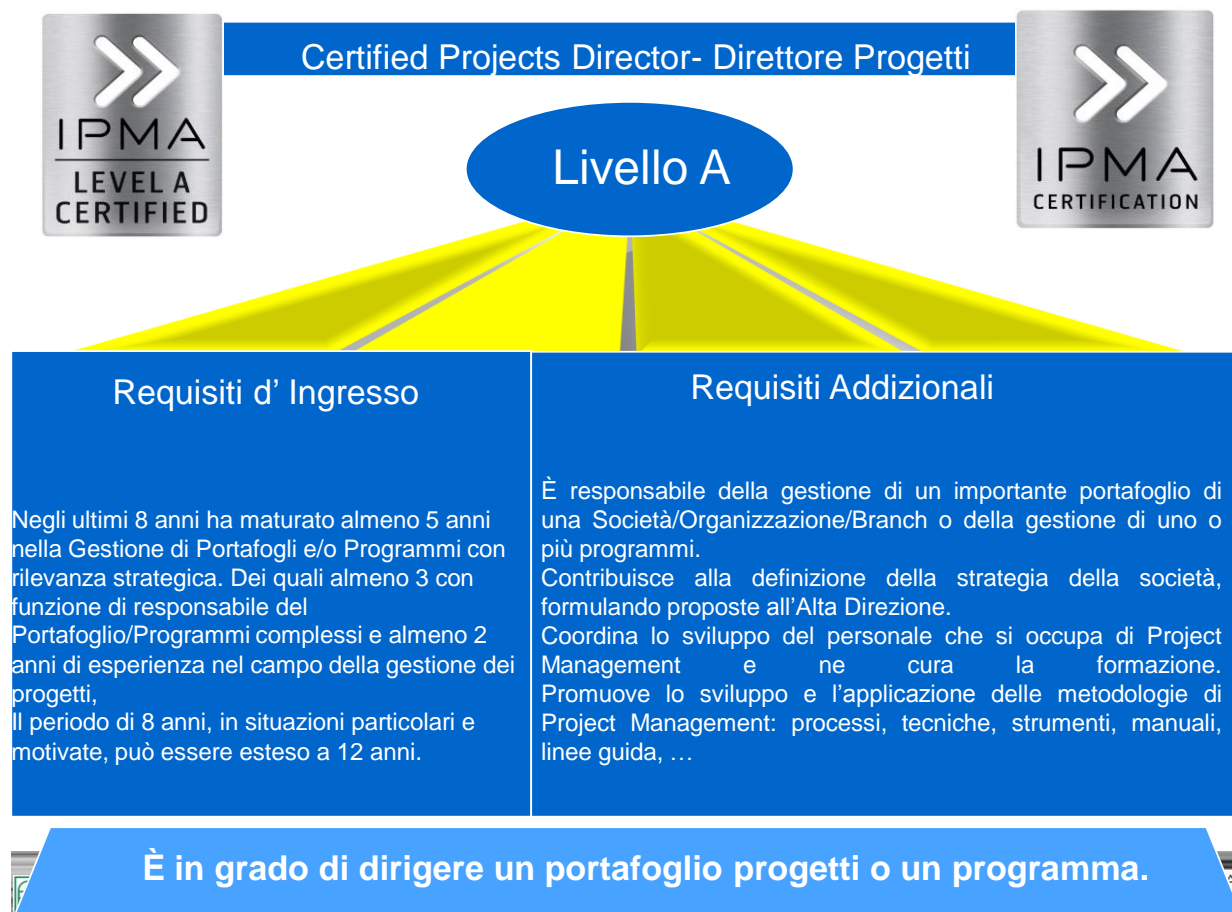 IPMA
LEVEL A
CERTIFIED
Certified Projects Director- Direttore Progetti
IPMA
CERTIFICATION
Livello A
Requisiti d’ Ingresso
Negli ultimi 8 anni ha maturato almeno 5 anni
nella Gestione di Portafogli e/o Programmi con
rilevanza strategica. Dei quali almeno 3 con
funzione di responsabile del
Portafoglio/Programmi complessi e almeno 2
anni di esperienza nel campo della gestione dei
progetti,
Il periodo di 8 anni, in situazioni particolari e
motivate, può essere esteso a 12 anni.
Requisiti Addizionali
È responsabile della gestione di un importante portafoglio di
una Società/Organizzazione/Branch o della gestione di uno o
più programmi.
Contribuisce alla definizione della strategia della società,
formulando proposte all’Alta Direzione.
Coordina lo sviluppo del personale che si occupa di Project
Management e ne cura la formazione.
Promuove lo sviluppo e l’applicazione delle metodologie di
Project Management: processi, tecniche, strumenti, manuali,
linee guida, …
È in grado di dirigere un portafoglio progetti o un programma.